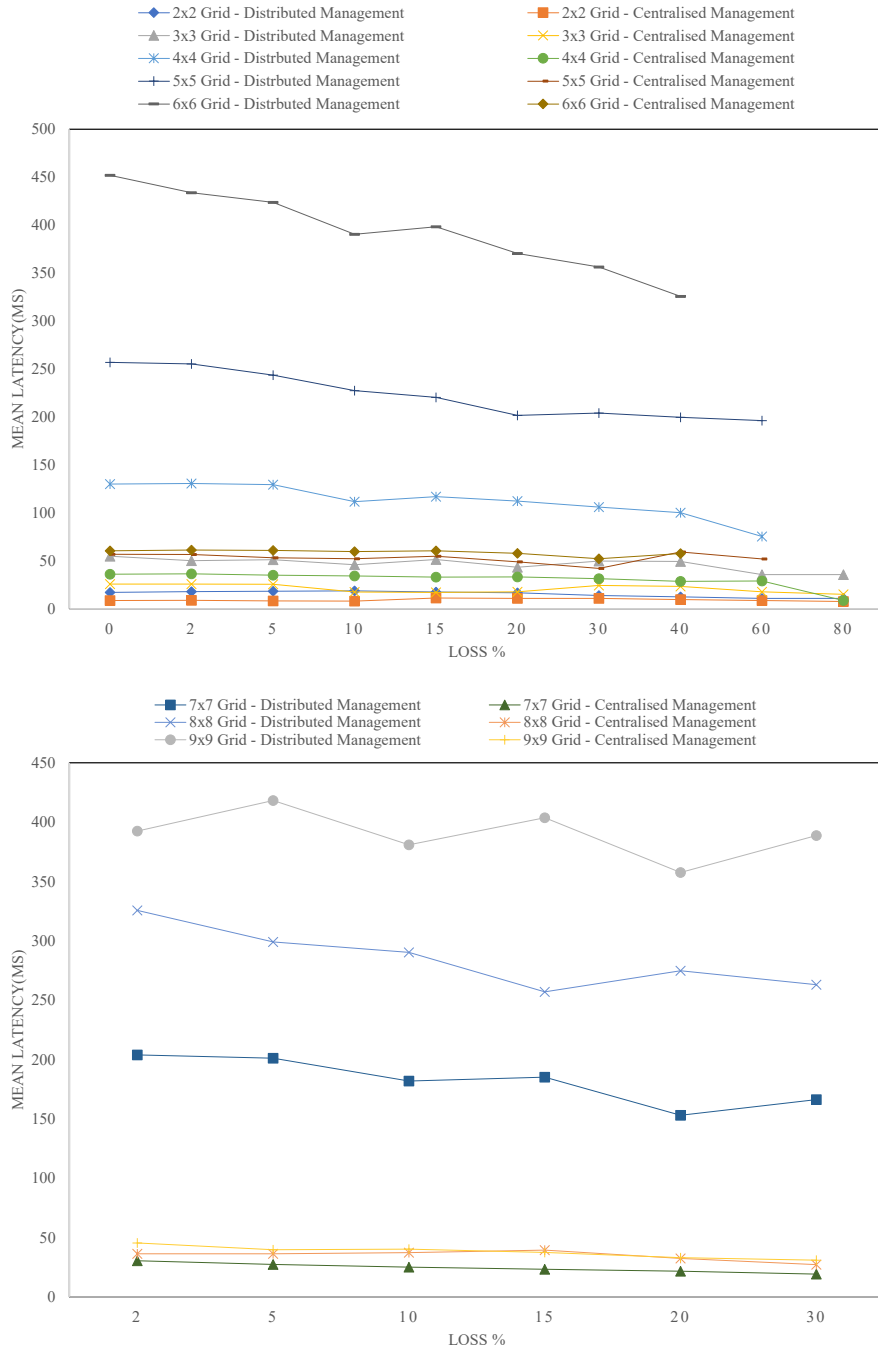 2x2 Grid - Distributed Management 2x2 Grid - Centralised Management
3x3 Grid - Distributed Management 3x3 Grid - Centralised Management
4x4 Grid - Distrbuted Management 4x4 Grid - Centralised Management
5x5 Grid - Distrbuted Management 5x5 Grid - Centralised Management
6x6 Grid - Distrbuted Management 6x6 Grid - Centralised Management
500
450
400
350
300
250
200
150
100
50
0
MEAN LATENCY(MS)
0 2 5 10 15 20 30 40 60 80
LOSS %
7x7 Grid - Distributed Management 7x7 Grid - Centralised Management
8x8 Grid - Distributed Management 8x8 Grid - Centralised Management
9x9 Grid - Distributed Management 9x9 Grid - Centralised Management
450
400
350
300
250
200
150
100
50
0
MEAN LATENCY(MS)
2 5 10 15 20 30
LOSS %